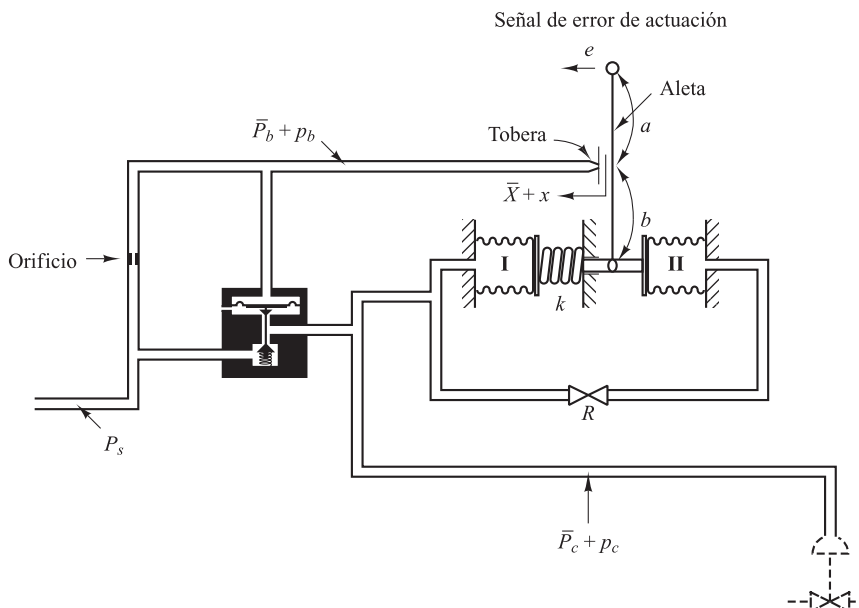 Señal de error de actuación
e
Aleta
a
Tobera
P̅b + pb
X̅ + x
b
Orificio
I
II
k
R
Ps
P̅c + pc